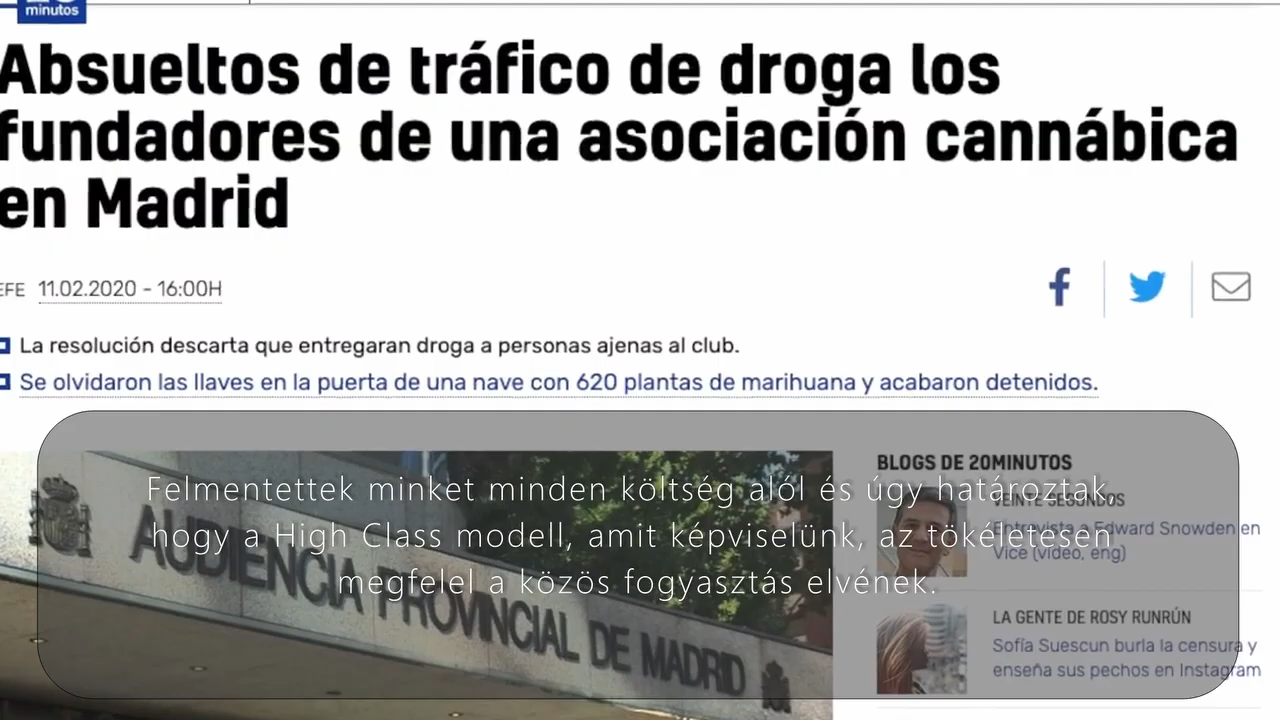 minutos
Absueltos de tráfico de droga los
fundadores de una asociación cannábica
en Madrid
EFE 11.02.2020 - 16:00H
La resolución descarta que entregaran droga a personas ajenas al club.
Se olvidaron las llaves en la puerta de una nave con 620 plantas de marihuana y acabaron detenidos.
BLOGS DE 20MINUTOS
VEINTE SEGUNDOS
Entrevista a Edward Snowden en
Vice (vídeo, eng)
LA GENTE DE ROSY RUNRÚN
Sofía Suescun burla la censura y
enseña sus pechos en Instagram
AUDIENCIA PROVINCIAL DE MADRID
Felmentettek minket minden költség alól és úgy határoztak,
hogy a High Class modell, amit képviselünk, az tökéletesen
megfelel a közös fogyasztás elvének.